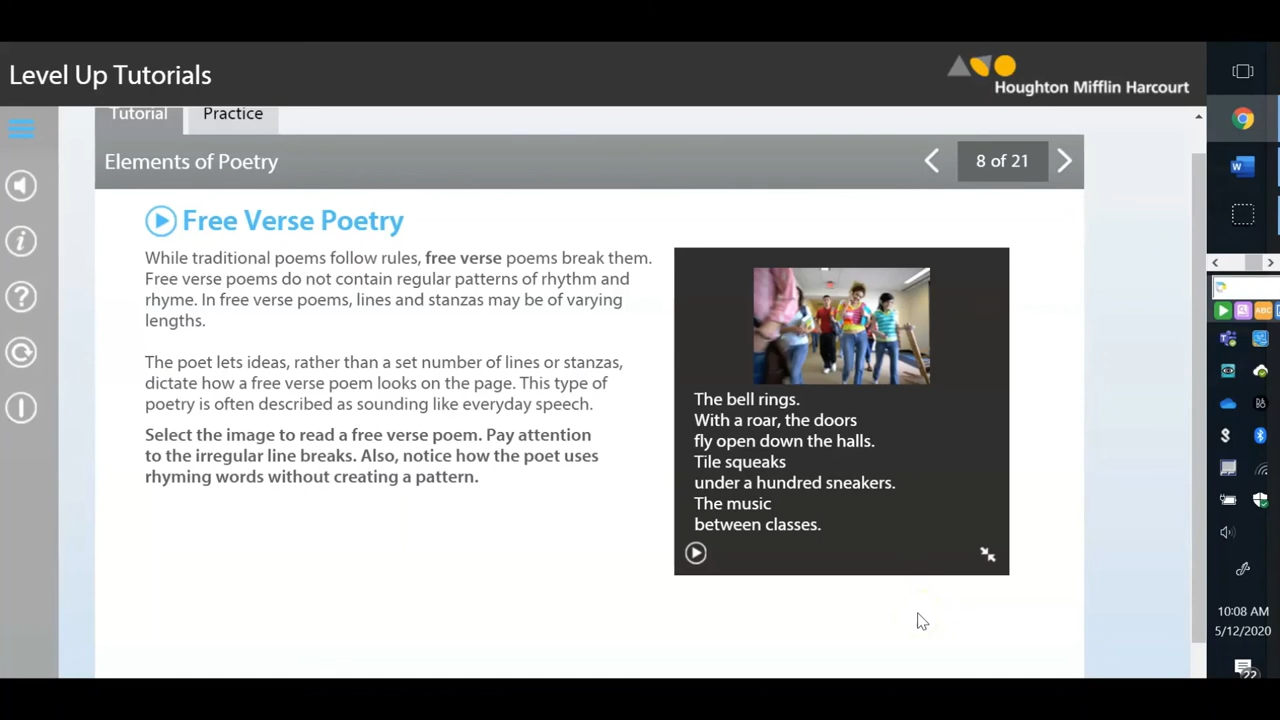 Level Up Tutorials
Houghton Mifflin Harcourt
Tutorial
Practice
Elements of Poetry
8 of 21
Free Verse Poetry
While traditional poems follow rules, free verse poems break them.
Free verse poems do not contain regular patterns of rhythm and
rhyme. In free verse poems, lines and stanzas may be of varying
lengths.
The poet lets ideas, rather than a set number of lines or stanzas,
dictate how a free verse poem looks on the page. This type of
poetry is often described as sounding like everyday speech.
Select the image to read a free verse poem. Pay attention
to the irregular line breaks. Also, notice how the poet uses
rhyming words without creating a pattern.
The bell rings.
With a roar, the doors
fly open down the halls.
Tile squeaks
under a hundred sneakers.
The music
between classes.
W
ABC
10:08 AM
5/12/2020
22